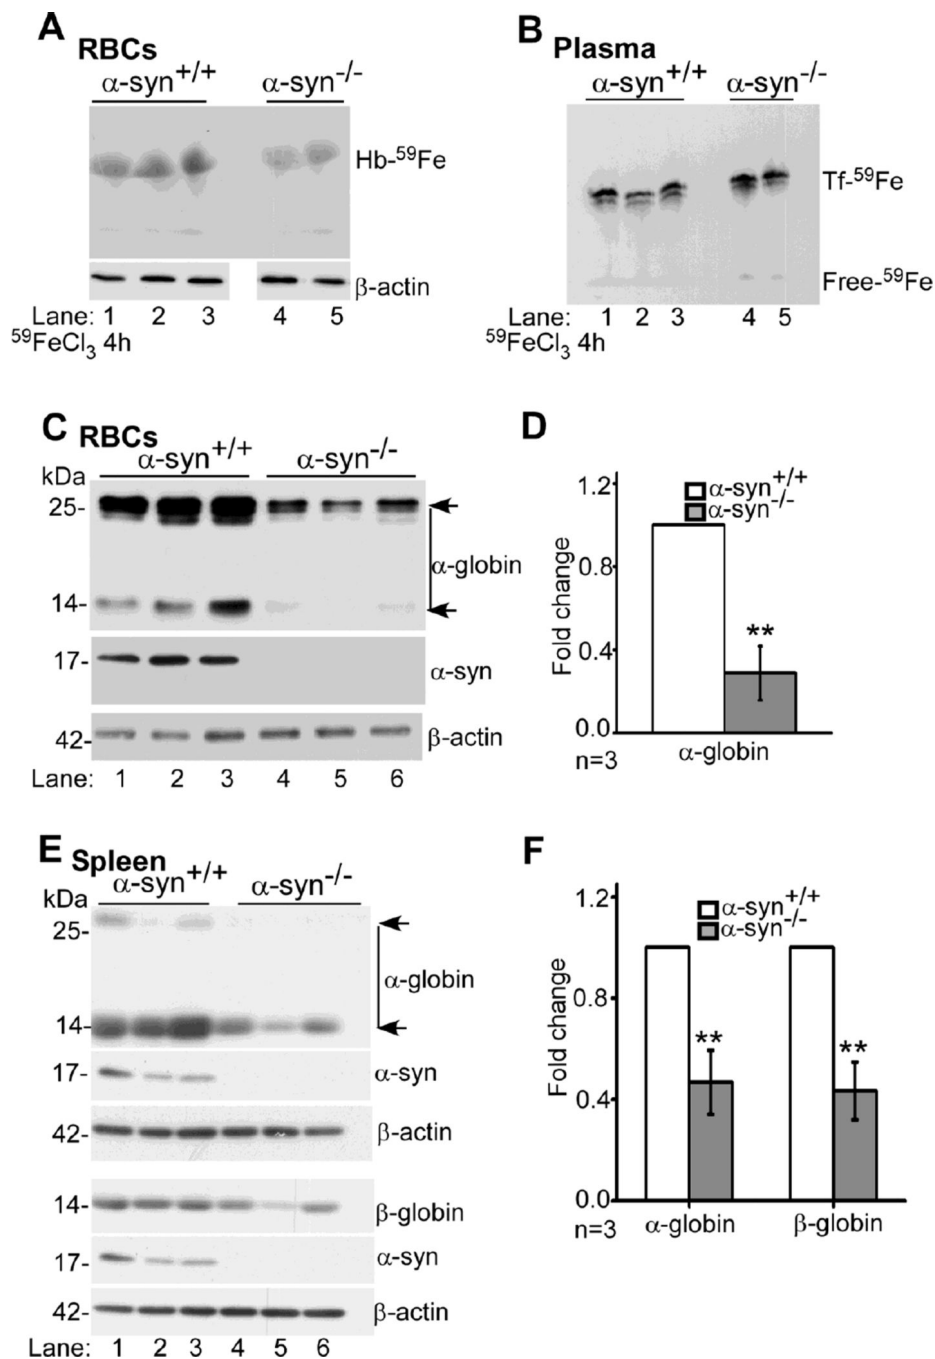 A RBCs
α-syn+/+ α-syn-/-
Hb-59Fe
β-actin
Lane: 1 2 3 4 5
59FeCl3 4h
B Plasma
α-syn+/+ α-syn-/-
Tf-59Fe
Free-59Fe
Lane: 1 2 3 4 5
59FeCl3 4h
C RBCs
α-syn+/+ α-syn-/-
kDa
25-
α-globin
14-
17- α-syn
42- β-actin
Lane: 1 2 3 4 5 6
D
α-syn+/+
α-syn-/-
Fold change
1.2
0.8
0.4
0.0
**
n=3 α-globin
E Spleen
α-syn+/+ α-syn-/-
kDa
25-
α-globin
14-
17- α-syn
42- β-actin
14- β-globin
17- α-syn
42- β-actin
Lane: 1 2 3 4 5 6
F
α-syn+/+
α-syn-/-
Fold change
1.2
0.8
0.4
0.0
** **
n=3 α-globin β-globin